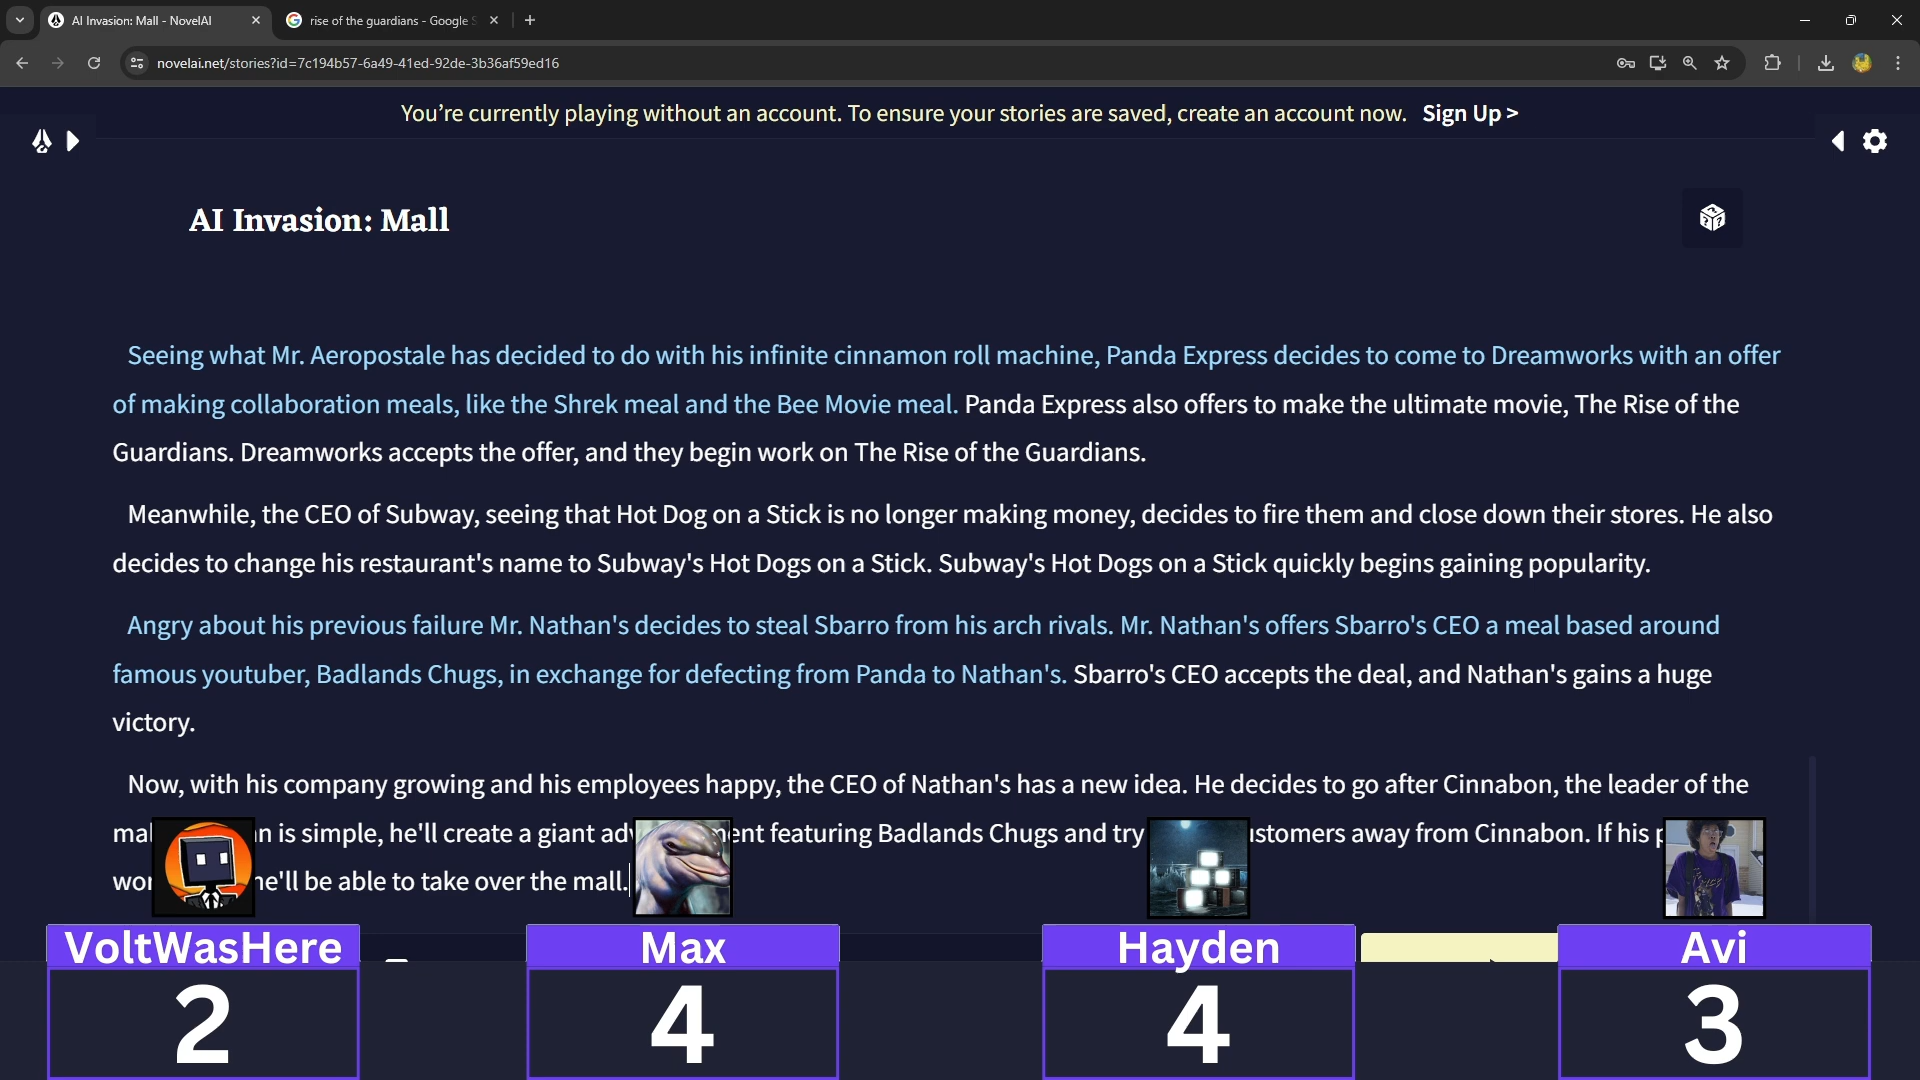 AI Invasion: Mall - NovelAI
rise of the guardians - Google S
novelai.net/stories?id=7c194b57-6a49-41ed-92de-3b36af59ed16
You're currently playing without an account. To ensure your stories are saved, create an account now. Sign Up >
AI Invasion: Mall
Seeing what Mr. Aeropostale has decided to do with his infinite cinnamon roll machine, Panda Express decides to come to Dreamworks with an offer
of making collaboration meals, like the Shrek meal and the Bee Movie meal. Panda Express also offers to make the ultimate movie, The Rise of the
Guardians. Dreamworks accepts the offer, and they begin work on The Rise of the Guardians.
Meanwhile, the CEO of Subway, seeing that Hot Dog on a Stick is no longer making money, decides to fire them and close down their stores. He also
decides to change his restaurant's name to Subway's Hot Dogs on a Stick. Subway's Hot Dogs on a Stick quickly begins gaining popularity.
Angry about his previous failure Mr. Nathan's decides to steal Sbarro from his arch rivals. Mr. Nathan's offers Sbarro's CEO a meal based around
famous youtuber, Badlands Chugs, in exchange for defecting from Panda to Nathan's. Sbarro's CEO accepts the deal, and Nathan's gains a huge
victory.
Now, with his company growing and his employees happy, the CEO of Nathan's has a new idea. He decides to go after Cinnabon, the leader of the
is simple, he'll create a giant featuring Badlands Chugs and try away from Cinnabon. If his
he'll be able to take over the mall.
VoltWasHere
Max
Hayden
Avi
2
4
4
3